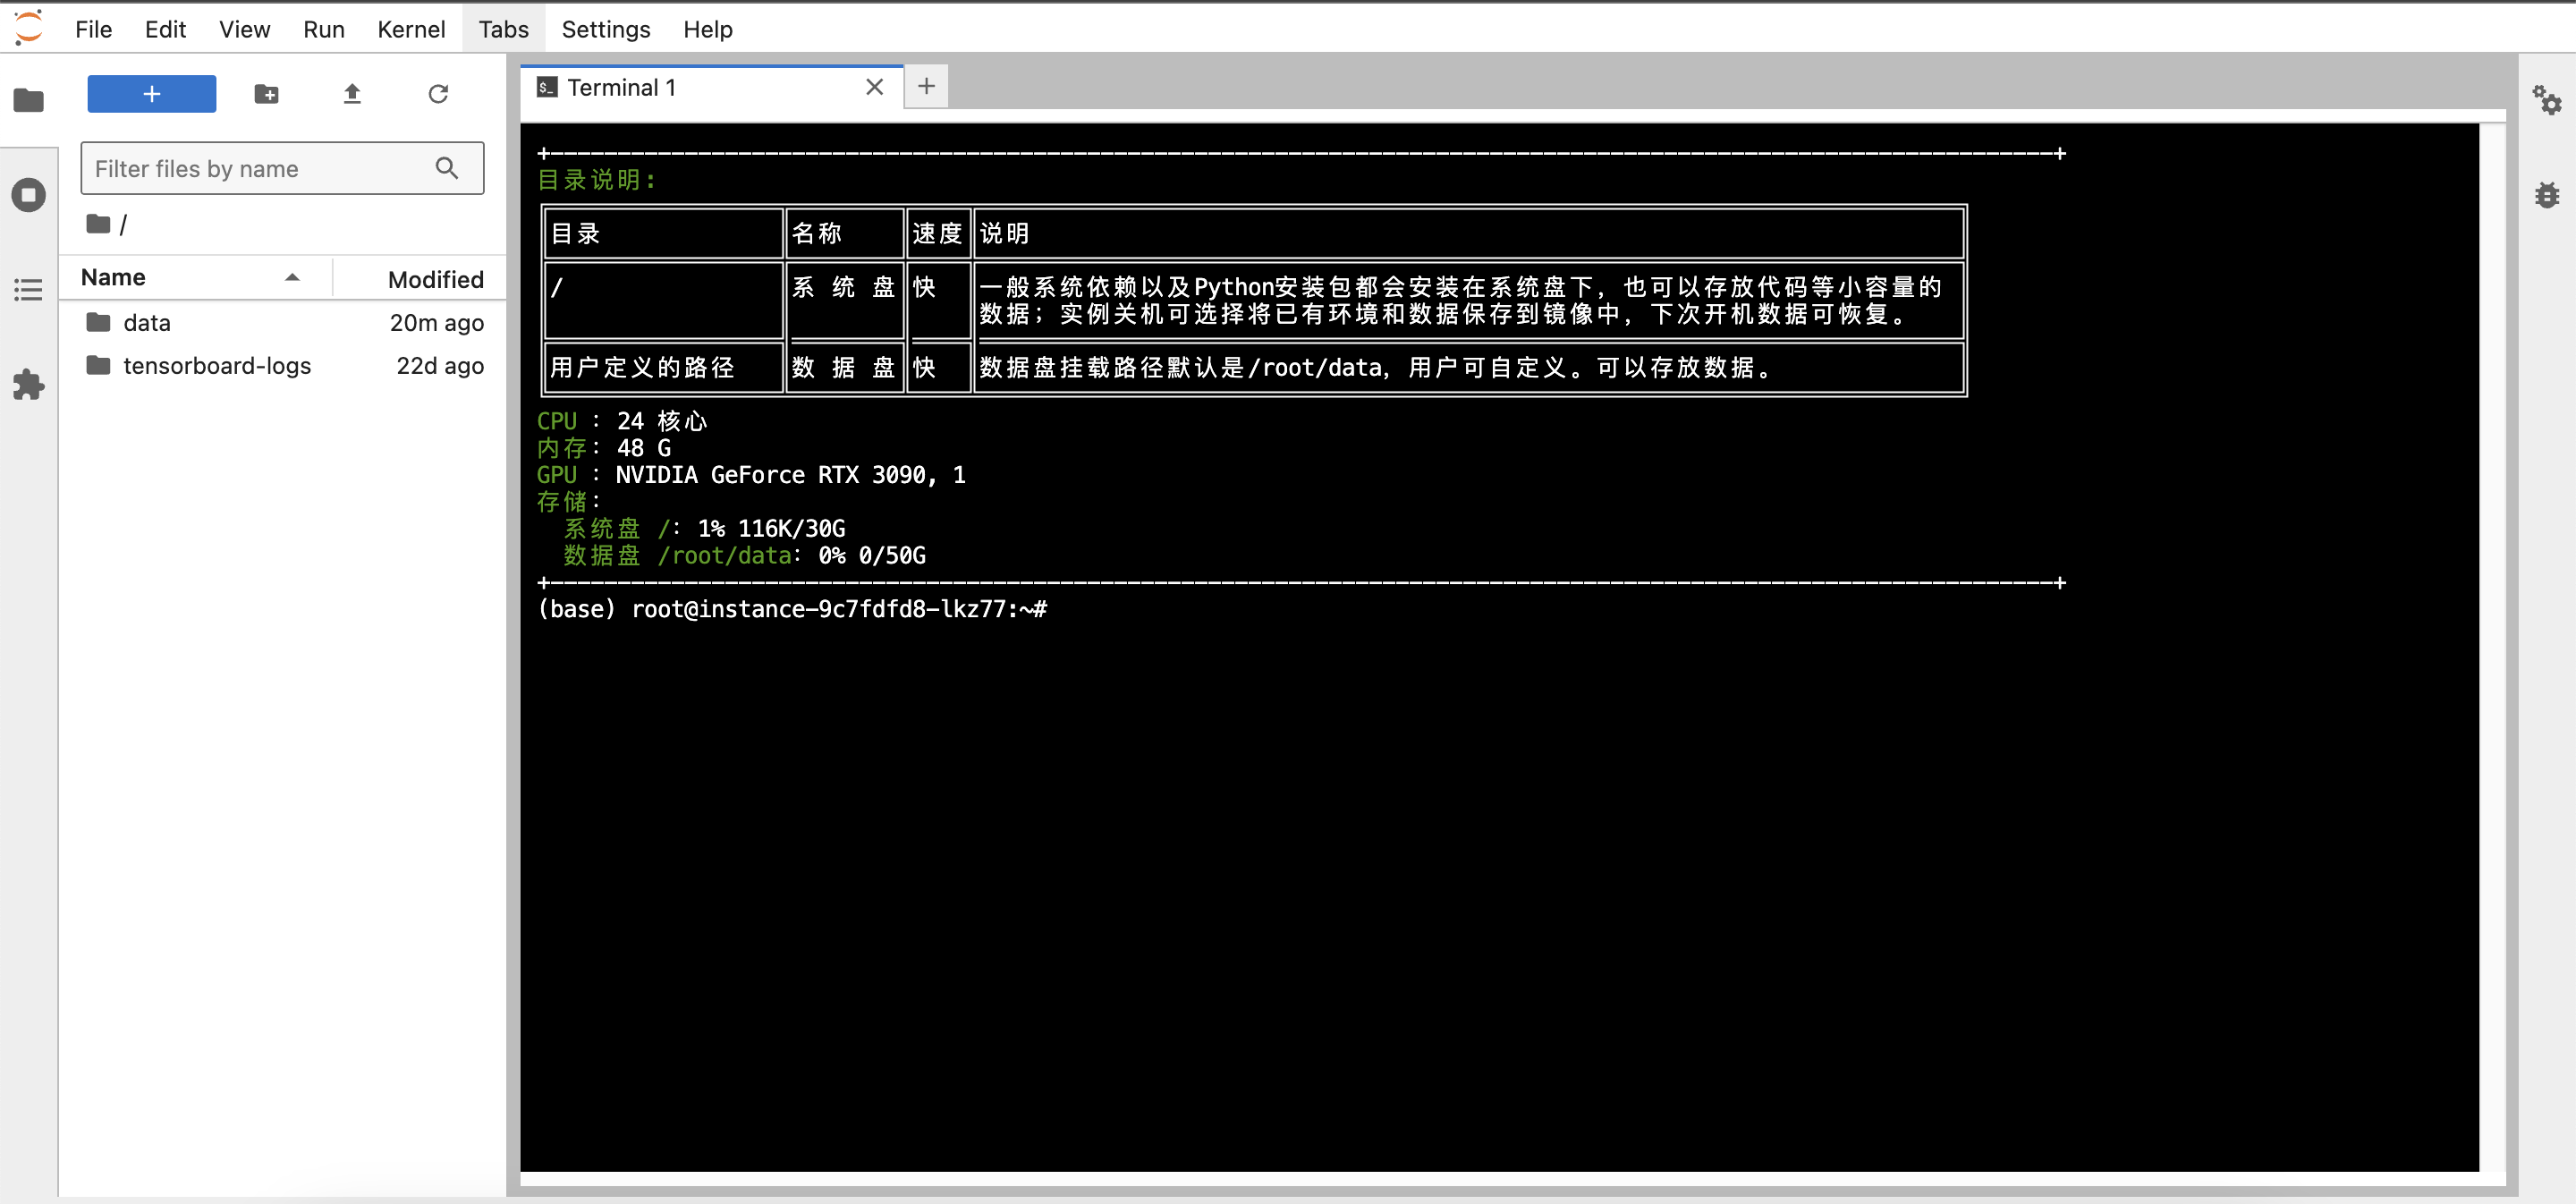 File Edit View Run Kernel Tabs Settings Help
+
Filter files by name
/
Name Modified
data 20m ago
tensorboard-logs 22d ago
$_ Terminal 1 × +
+----------------------------------------------------------------------------------------------------------------+
目录说明:
目录 名称 速度 说明
/ 系 统 盘 快 一般系统依赖以及Python安装包都会安装在系统盘下，也可以存放代码等小容量的
数据；实例关机可选择将已有环境和数据保存到镜像中，下次开机数据可恢复。
用户定义的路径 数 据 盘 快 数据盘挂载路径默认是/root/data，用户可自定义。可以存放数据。
CPU ： 24 核心
内存： 48 G
GPU ： NVIDIA GeForce RTX 3090, 1
存储：
系统盘 /： 1% 116K/30G
数据盘 /root/data： 0% 0/50G
+----------------------------------------------------------------------------------------------------------------+
(base) root@instance-9c7fdfd8-lkz77:~#